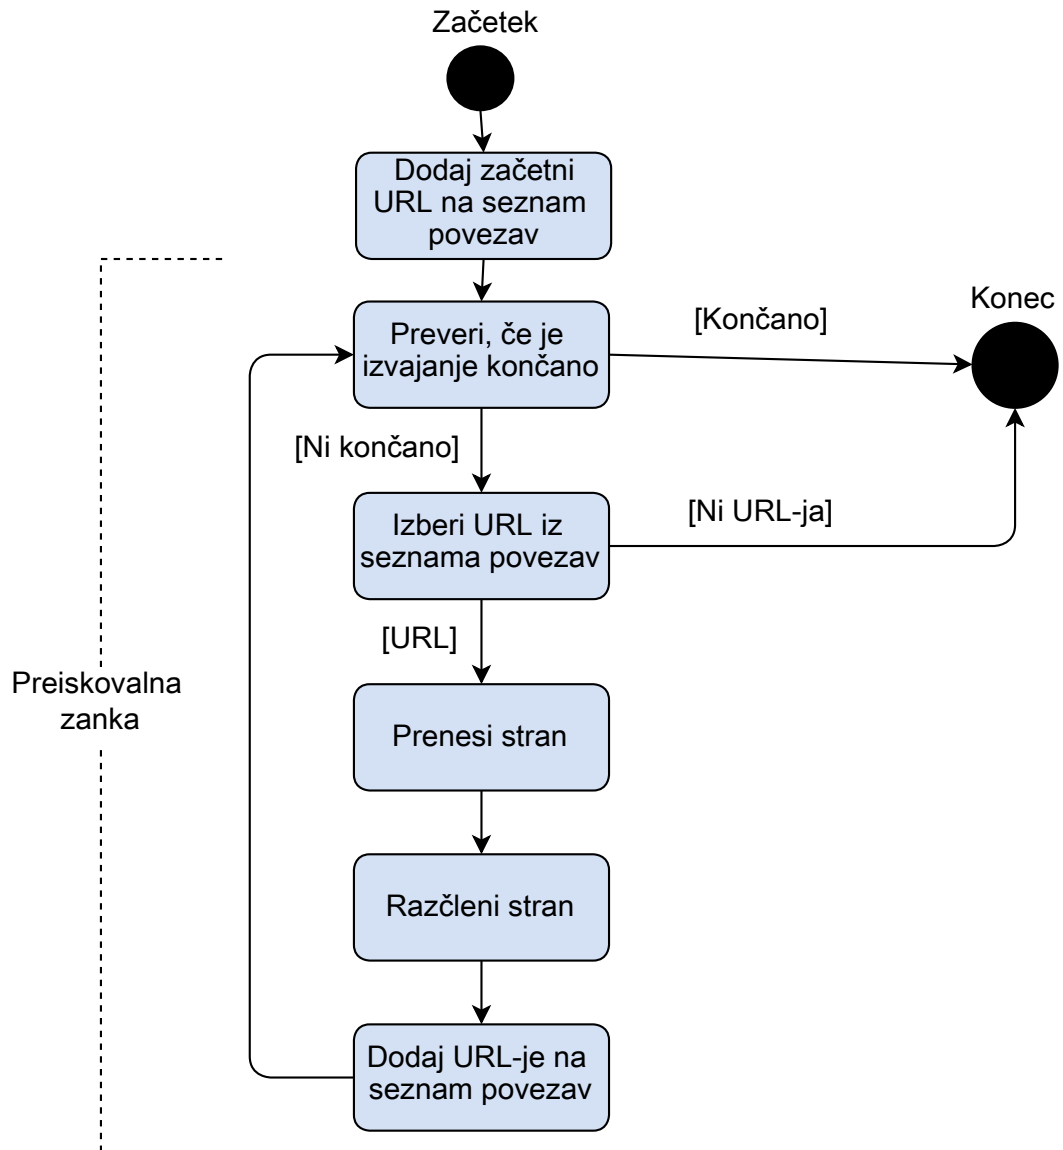 Začetek
Dodaj začetni
URL na seznam
povezav
Konec
[Končano]
Preveri, če je
izvajanje končano
[Ni končano]
[Ni URL-ja]
Izberi URL iz
seznama povezav
[URL]
Preiskovalna
zanka
Prenesi stran
Razčleni stran
Dodaj URL-je na
seznam povezav